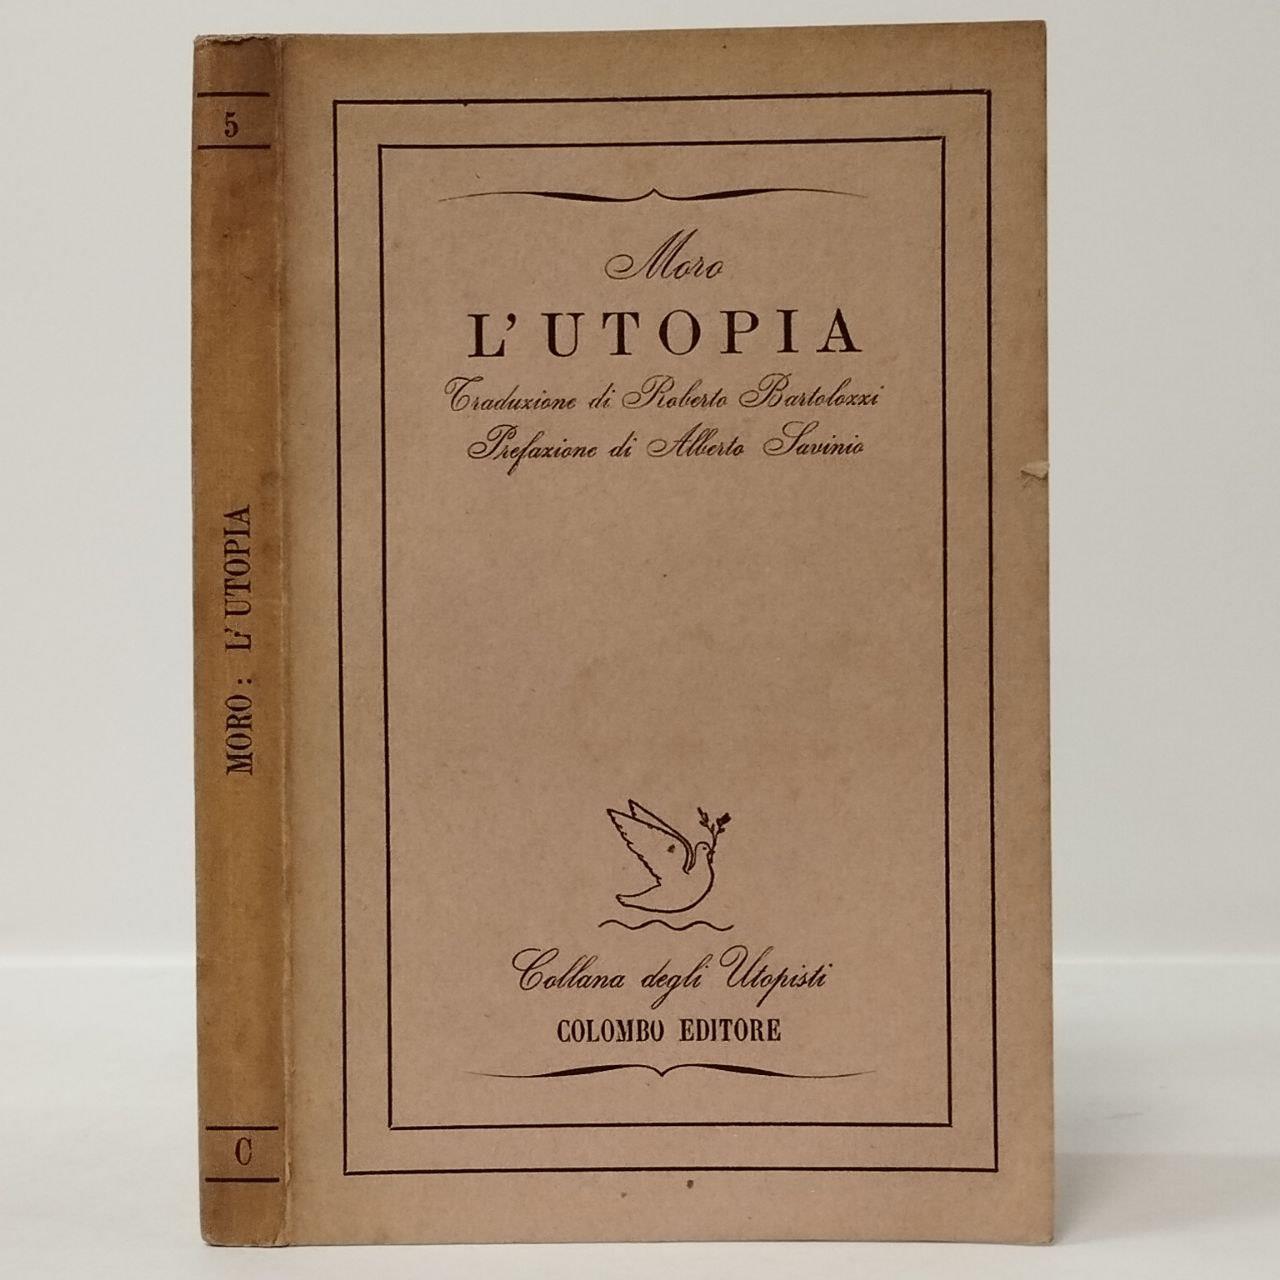 5
MORO: L'UTOPIA
C
Moro
L'UTOPIA
Traduzione di Roberto Bartolozzi
Prefazione di Alberto Savinio
Collana degli Utopisti
COLOMBO EDITORE